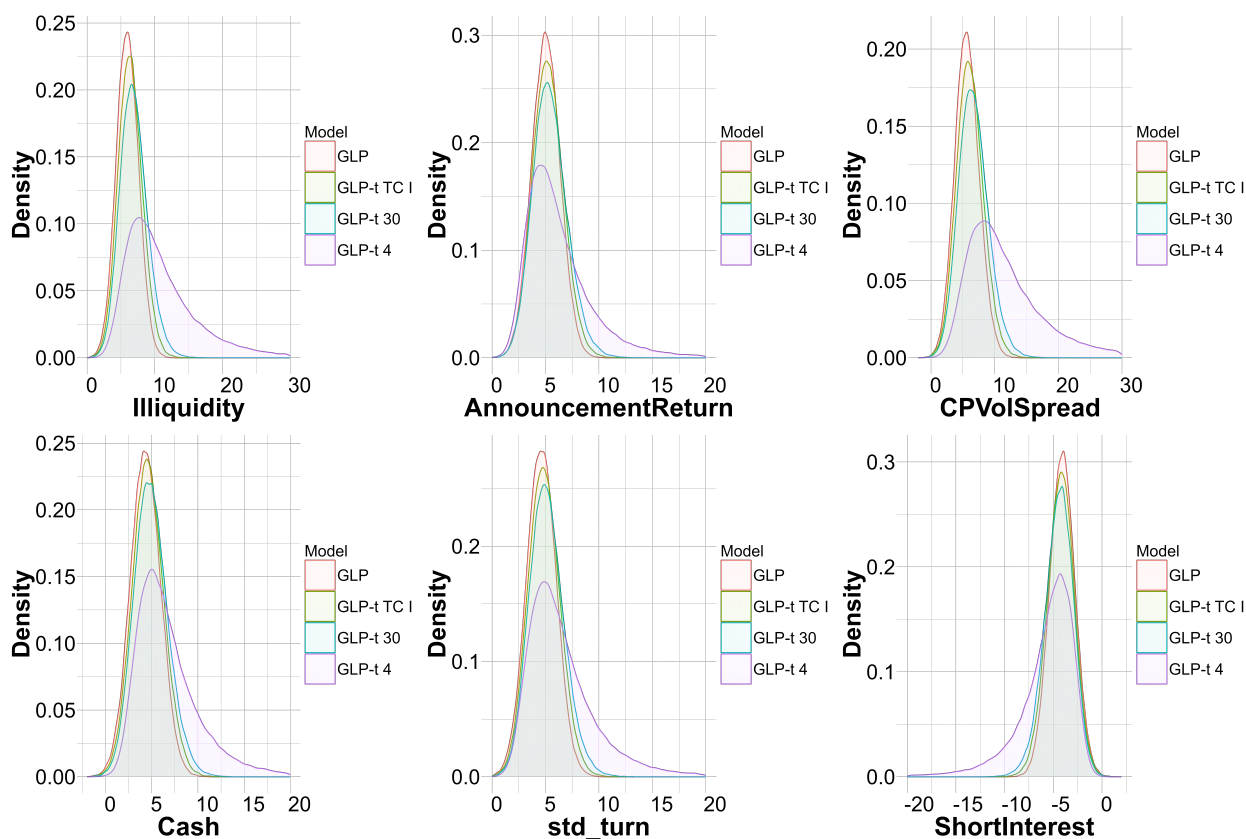 Density
0.25
0.20
0.15
0.10
0.05
0.00
0 10 20 30
Illiquidity
Model
GLP
GLP-t TC I
GLP-t 30
GLP-t 4
Density
0.3
0.2
0.1
0.0
0 5 10 15 20
AnnouncementReturn
Model
GLP
GLP-t TC I
GLP-t 30
GLP-t 4
Density
0.20
0.15
0.10
0.05
0.00
0 10 20 30
CPVolSpread
Model
GLP
GLP-t TC I
GLP-t 30
GLP-t 4
Density
0.25
0.20
0.15
0.10
0.05
0.00
0 5 10 15 20
Cash
Model
GLP
GLP-t TC I
GLP-t 30
GLP-t 4
Density
0.2
0.1
0.0
0 5 10 15 20
std_turn
Model
GLP
GLP-t TC I
GLP-t 30
GLP-t 4
Density
0.3
0.2
0.1
0.0
-20 -15 -10 -5 0
ShortInterest
Model
GLP
GLP-t TC I
GLP-t 30
GLP-t 4